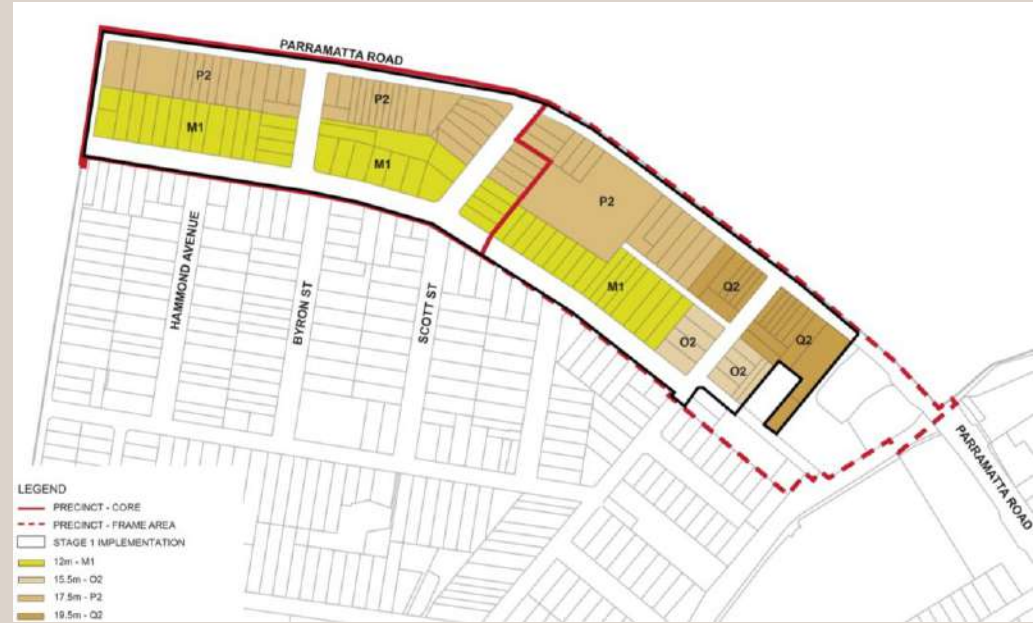 PARRAMATTA ROAD
P2
P2
M1
M1
P2
M1
Q2
Q2
O2
O2
HAMMOND AVENUE
BYRON ST
SCOTT ST
PARRAMATTA ROAD
LEGEND
PRECINCT - CORE
PRECINCT - FRAME AREA
STAGE 1 IMPLEMENTATION
12m - M1
15.5m - O2
17.5m - P2
19.5m - Q2